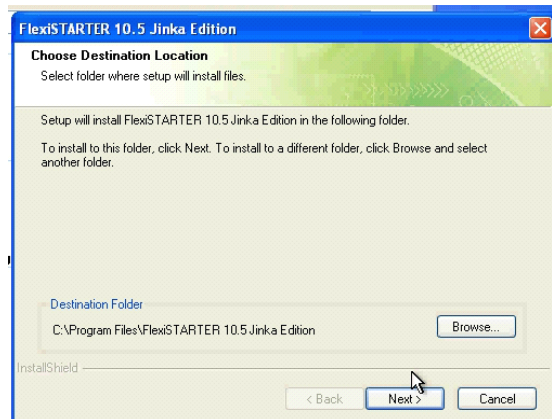 FlexiSTARTER 10.5 Jinka Edition
Choose Destination Location
Select folder where setup will install files.
Setup will install FlexiSTARTER 10.5 Jinka Edition in the following folder.
To install to this folder, click Next. To install to a different folder, click Browse and select
another folder.
Destination Folder
C:\Program Files\FlexiSTARTER 10.5 Jinka Edition
Browse...
InstallShield
< Back
Next >
Cancel